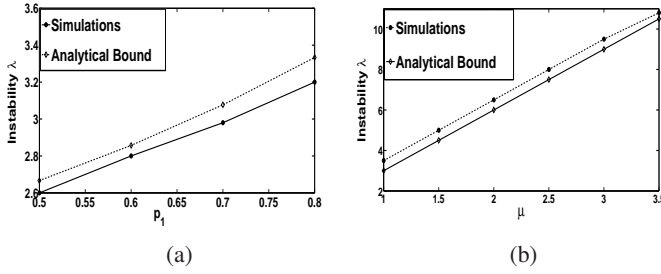 3.6
3.4
3.2
3
2.8
2.6
Instability λ
Simulations
Analytical Bound
0.5
0.55
0.6
0.65
0.7
0.75
0.8
p1
(a)
10
8
6
4
2
Instability λ
Simulations
Analytical Bound
1
1.5
2
2.5
3
3.5
μ
(b)